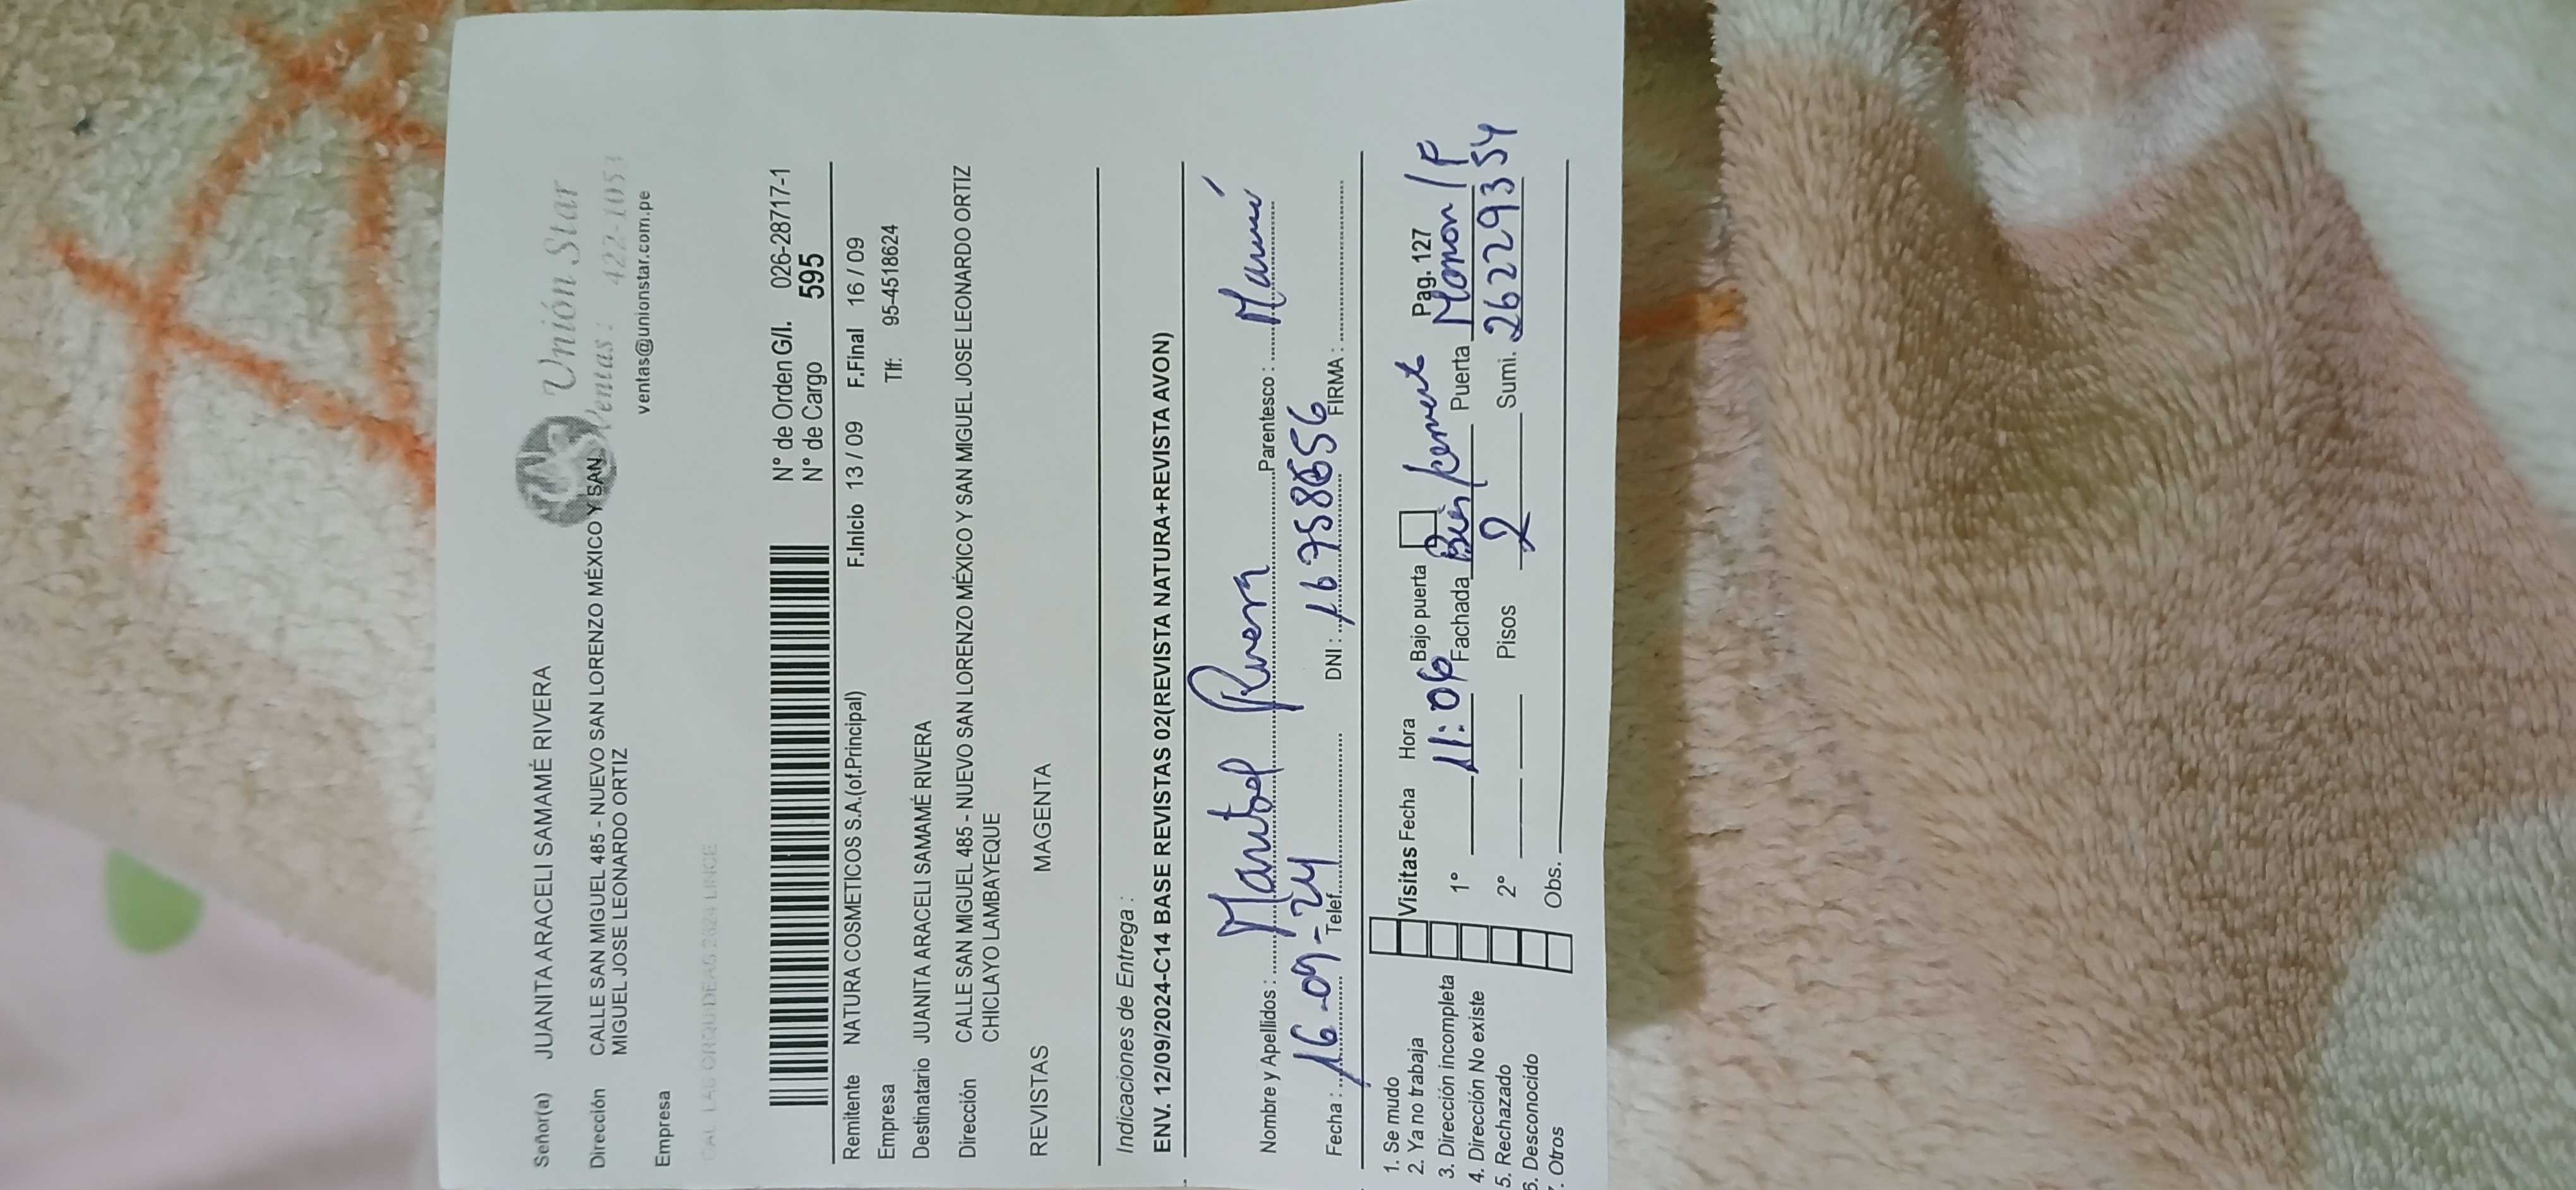 Unión Star
Ventas : 422-1053
ventas@unionstar.com.pe
Señor(a) JUANITA ARACELI SAMAMÉ RIVERA
Dirección CALLE SAN MIGUEL 485 - NUEVO SAN LORENZO MÉXICO Y SAN
MIGUEL JOSE LEONARDO ORTIZ
Empresa
N° de Orden G/I. 026-28717-1
N° de Cargo 595
Remitente NATURA COSMETICOS S.A.(of.Principal) F.Inicio 13 / 09 F.Final 16 / 09
Empresa Tlf: 95-4518624
Destinatario JUANITA ARACELI SAMAMÉ RIVERA
Dirección CALLE SAN MIGUEL 485 - NUEVO SAN LORENZO MÉXICO Y SAN MIGUEL JOSE LEONARDO ORTIZ
CHICLAYO LAMBAYEQUE
REVISTAS MAGENTA
Indicaciones de Entrega :
ENV. 12/09/2024-C14 BASE REVISTAS 02(REVISTA NATURA+REVISTA AVON)
Nombre y Apellidos : Rivera Parentesco : Mamá
Fecha : 16-09-24 Telef. DNI : 16758656 FIRMA :
1. Se mudo
2. Ya no trabaja
3. Dirección incompleta
4. Dirección No existe
5. Rechazado
6. Desconocido
7. Otros
Visitas Fecha Hora Bajo puerta Pag. 127
1° 11:06 Fachada Puerta
2° Pisos 2 Sumi. 26229354
Obs.